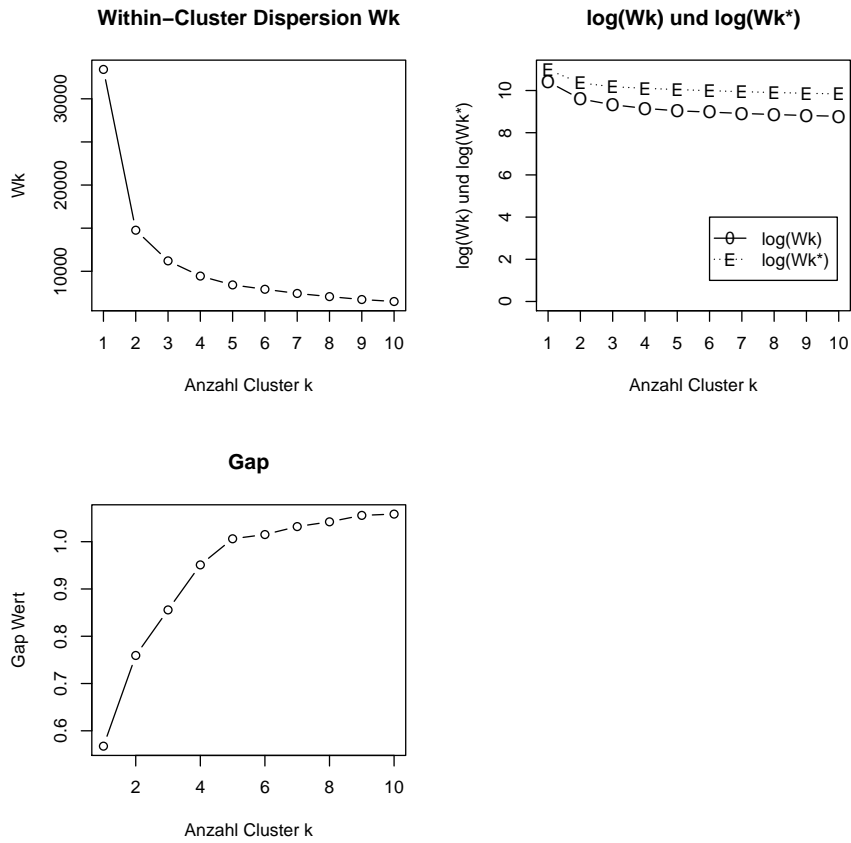 Within−Cluster Dispersion Wk
Wk
30000
20000
10000
1 2 3 4 5 6 7 8 9 10
Anzahl Cluster k
log(Wk) und log(Wk*)
log(Wk) und log(Wk*)
10
8
6
4
2
0
O O O O O O O O O O
E E E E E E E E E E
0 log(Wk)
E log(Wk*)
1 2 3 4 5 6 7 8 9 10
Anzahl Cluster k
Gap
Gap Wert
1.0
0.9
0.8
0.7
0.6
2 4 6 8 10
Anzahl Cluster k